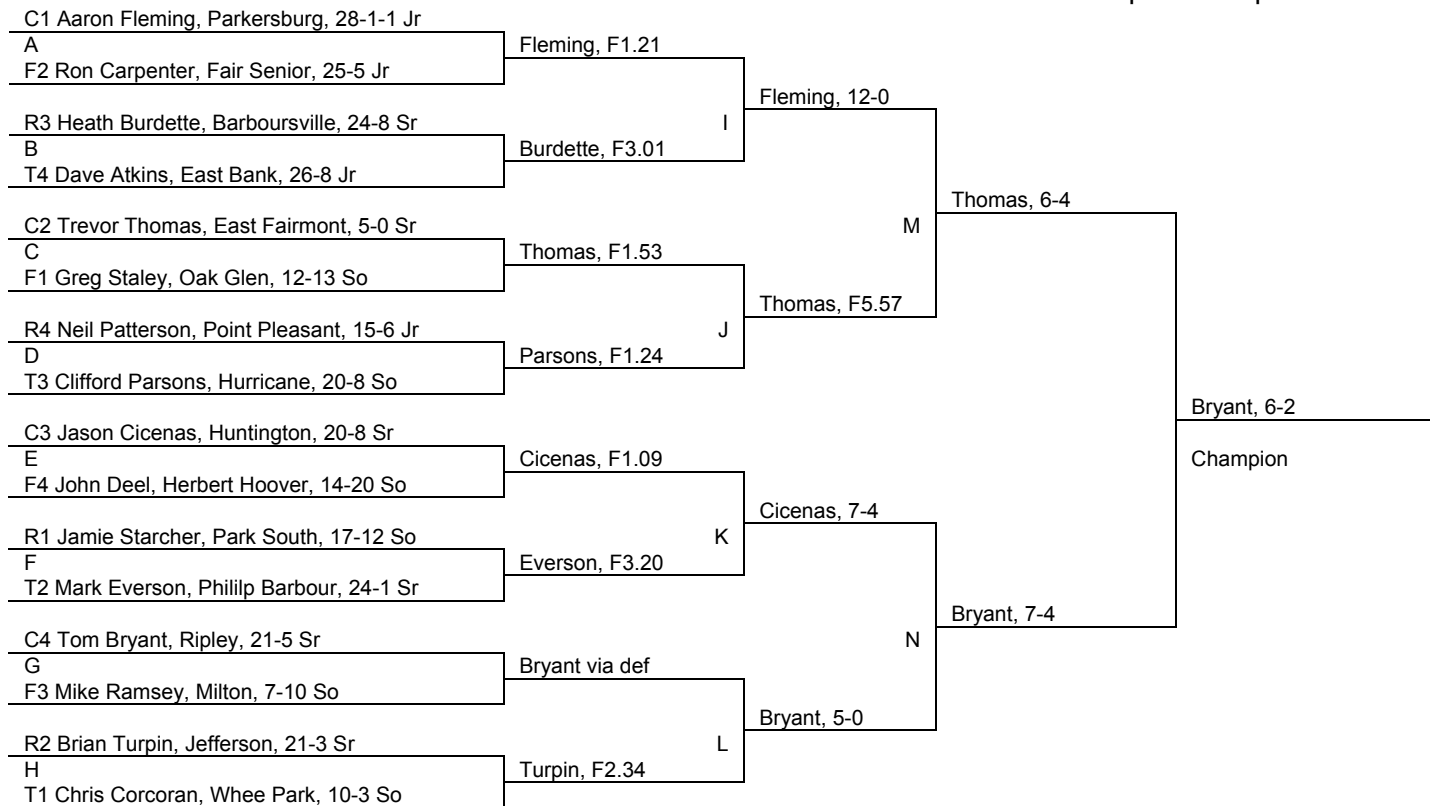 C1 Aaron Fleming, Parkersburg, 28-1-1 Jr
A
Fleming, F1.21
F2 Ron Carpenter, Fair Senior, 25-5 Jr
Fleming, 12-0
R3 Heath Burdette, Barboursville, 24-8 Sr
I
B
Burdette, F3.01
T4 Dave Atkins, East Bank, 26-8 Jr
Thomas, 6-4
C2 Trevor Thomas, East Fairmont, 5-0 Sr
M
C
Thomas, F1.53
F1 Greg Staley, Oak Glen, 12-13 So
Thomas, F5.57
R4 Neil Patterson, Point Pleasant, 15-6 Jr
J
D
Parsons, F1.24
T3 Clifford Parsons, Hurricane, 20-8 So
Bryant, 6-2
C3 Jason Cicenas, Huntington, 20-8 Sr
E
Cicenas, F1.09
Champion
F4 John Deel, Herbert Hoover, 14-20 So
Cicenas, 7-4
R1 Jamie Starcher, Park South, 17-12 So
K
F
Everson, F3.20
T2 Mark Everson, Phililp Barbour, 24-1 Sr
Bryant, 7-4
C4 Tom Bryant, Ripley, 21-5 Sr
N
G
Bryant via def
F3 Mike Ramsey, Milton, 7-10 So
Bryant, 5-0
R2 Brian Turpin, Jefferson, 21-3 Sr
L
H
Turpin, F2.34
T1 Chris Corcoran, Whee Park, 10-3 So